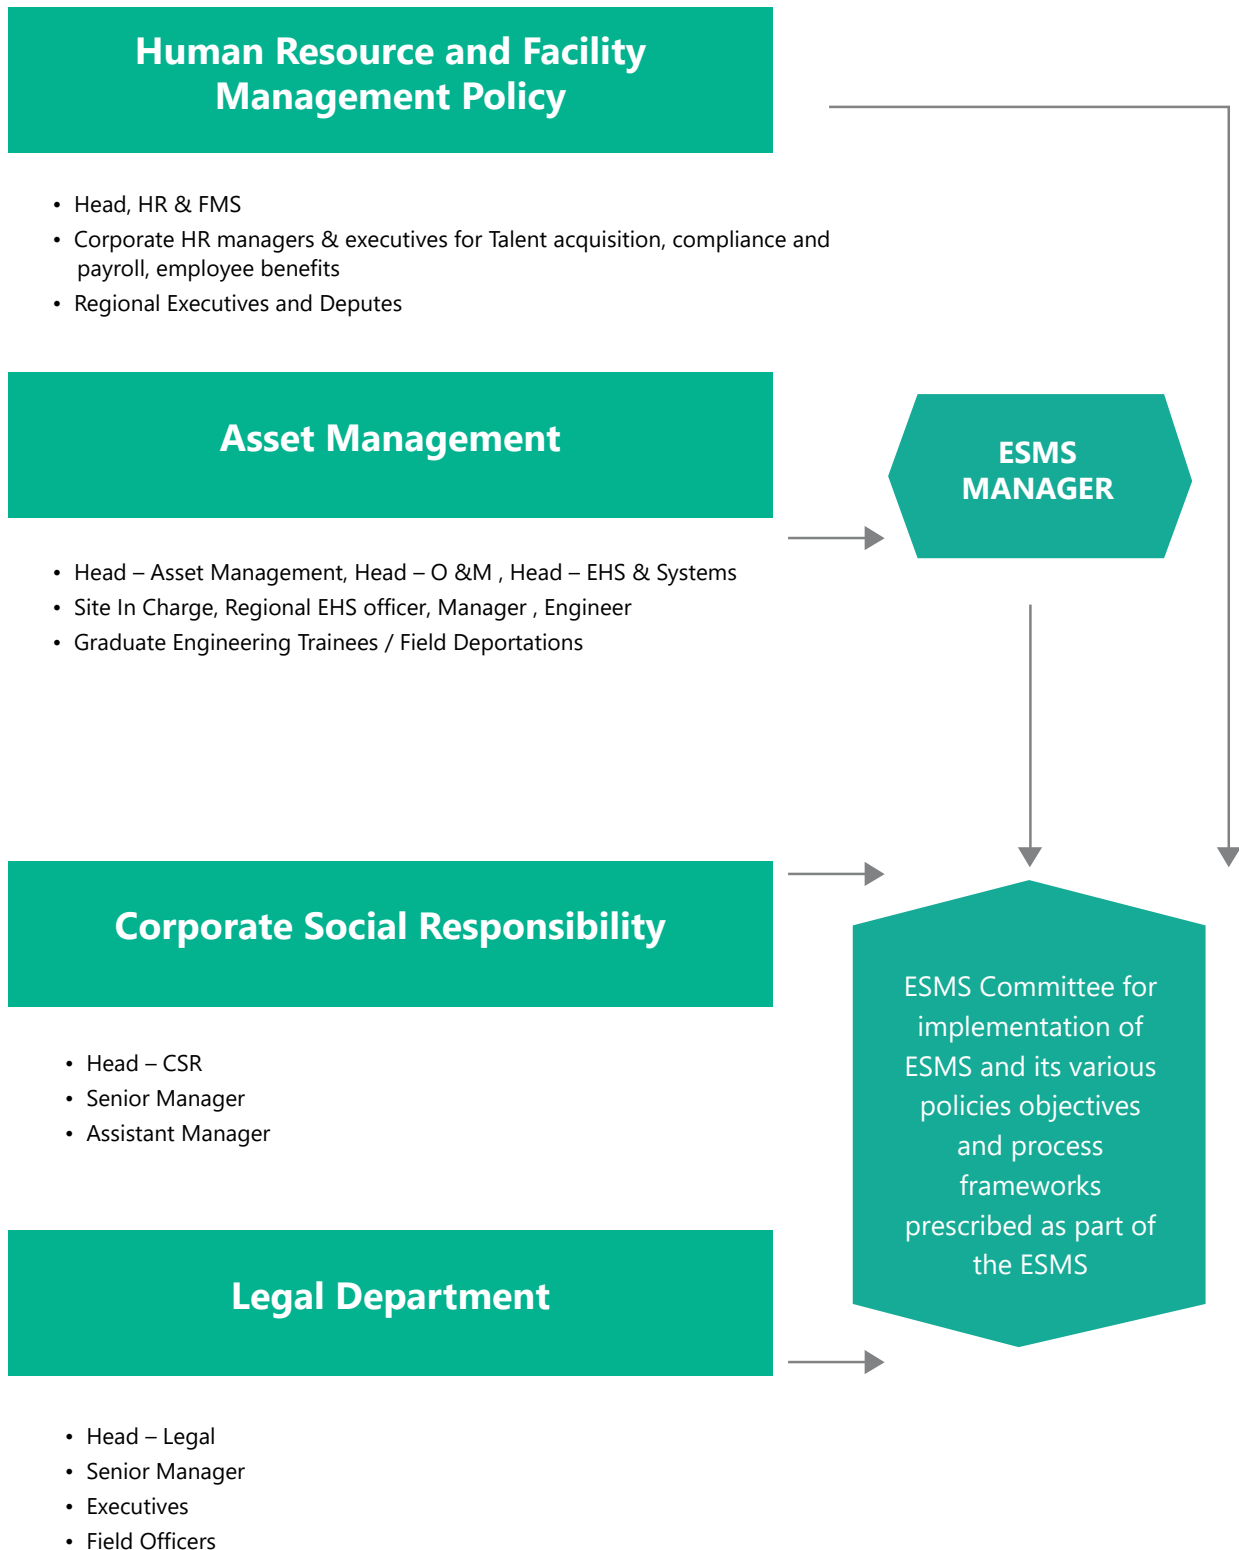 Human Resource and Facility
Management Policy
• Head, HR & FMS
• Corporate HR managers & executives for Talent acquisition, compliance and
payroll, employee benefits
• Regional Executives and Deputes
Asset Management
ESMS
MANAGER
• Head – Asset Management, Head – O &M , Head – EHS & Systems
• Site In Charge, Regional EHS officer, Manager , Engineer
• Graduate Engineering Trainees / Field Deportations
Corporate Social Responsibility
• Head – CSR
• Senior Manager
• Assistant Manager
ESMS Committee for
implementation of
ESMS and its various
policies objectives
and process
frameworks
prescribed as part of
the ESMS
Legal Department
• Head – Legal
• Senior Manager
• Executives
• Field Officers